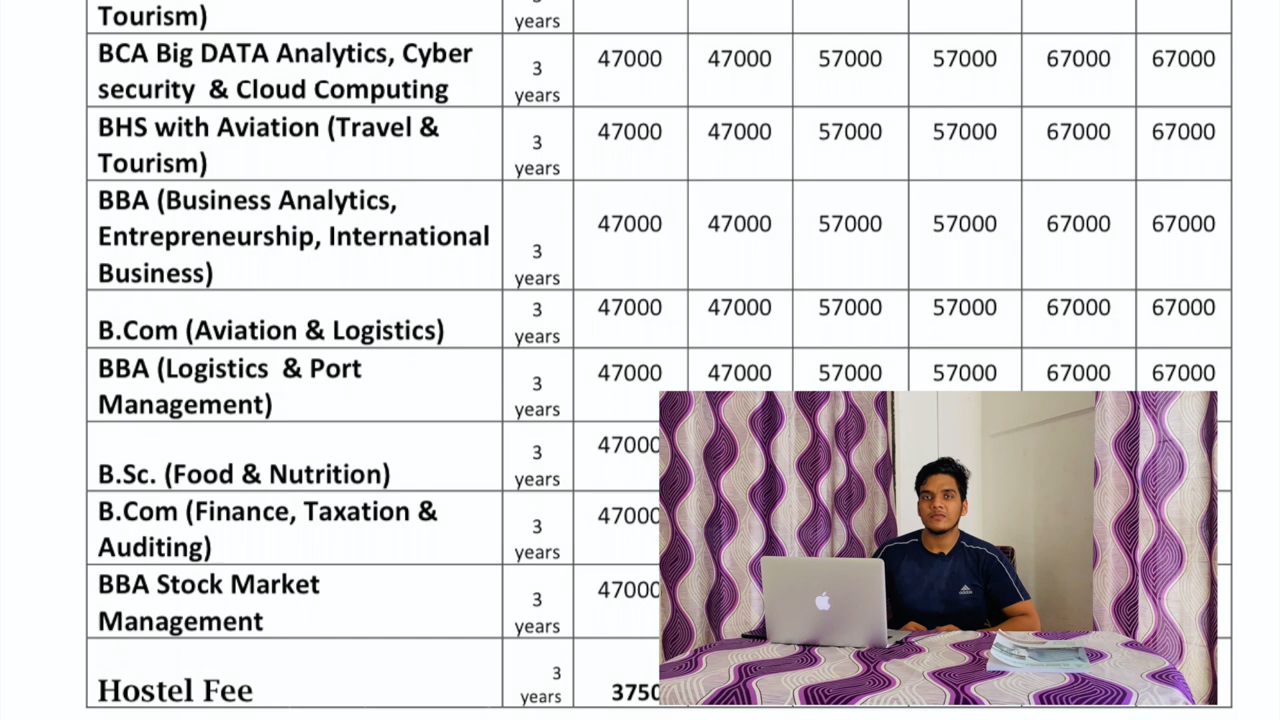 Tourism)
years
BCA Big DATA Analytics, Cyber
security & Cloud Computing
3
years
47000 47000 57000 57000 67000 67000
BHS with Aviation (Travel &
Tourism)
3
years
47000 47000 57000 57000 67000 67000
BBA (Business Analytics,
Entrepreneurship, International
Business)
3
years
47000 47000 57000 57000 67000 67000
B.Com (Aviation & Logistics)
3
years
47000 47000 57000 57000 67000 67000
BBA (Logistics & Port
Management)
3
years
47000 47000 57000 57000 67000 67000
B.Sc. (Food & Nutrition)
3
years
47000
B.Com (Finance, Taxation &
Auditing)
3
years
47000
BBA Stock Market
Management
3
years
47000
Hostel Fee
3
years
3750
adidas